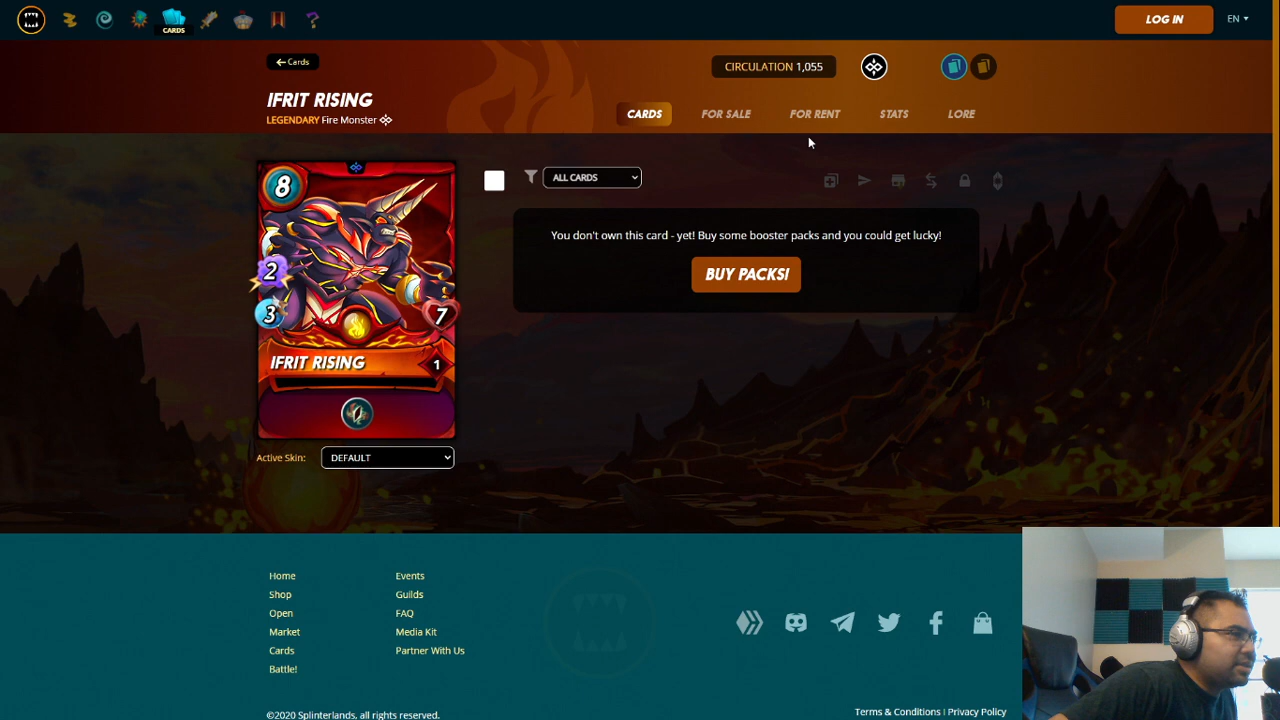 CARDS
LOG IN
EN
Cards
CIRCULATION 1,055
IFRIT RISING
LEGENDARY Fire Monster
CARDS
FOR SALE
FOR RENT
STATS
LORE
8
2
3
7
IFRIT RISING
1
ALL CARDS
You don't own this card - yet! Buy some booster packs and you could get lucky!
BUY PACKS!
Active Skin:
DEFAULT
Home
Shop
Open
Market
Cards
Battle!
Events
Guilds
FAQ
Media Kit
Partner With Us
©2020 Splinterlands, all rights reserved.
Terms & Conditions | Privacy Policy